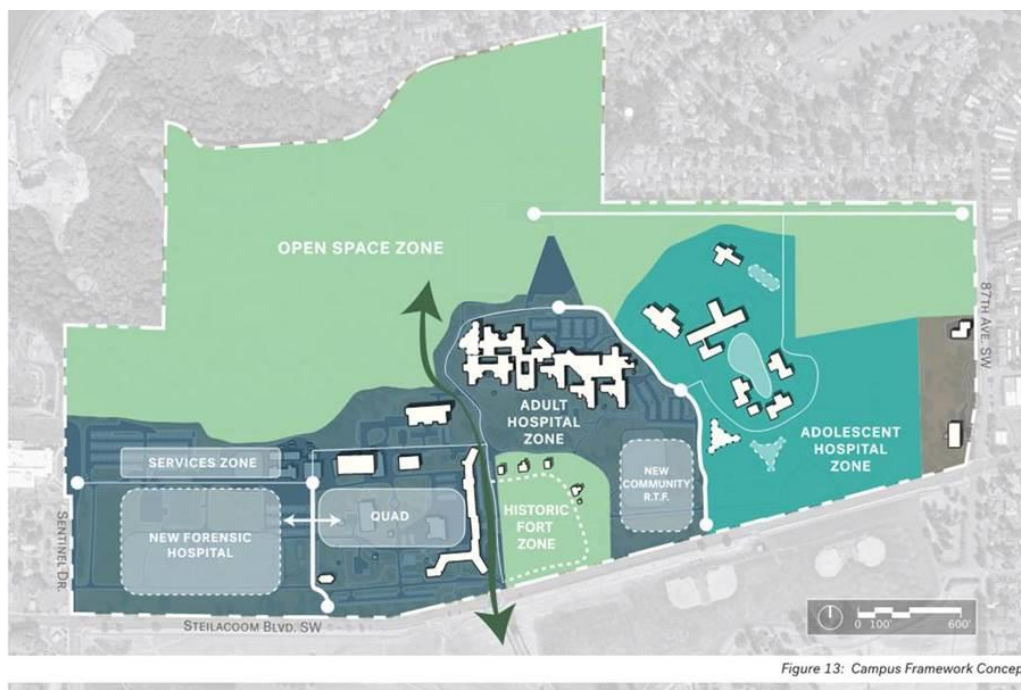 OPEN SPACE ZONE
87TH AVE. SW
ADULT
HOSPITAL
ZONE
ADOLESCENT
HOSPITAL
ZONE
SERVICES ZONE
NEW
COMMUNITY
R.T.F.
NEW FORENSIC
HOSPITAL
QUAD
HISTORIC
FORT
ZONE
SENTINEL DR.
STEILACOOM BLVD. SW
0 100' 600'
Figure 13: Campus Framework Concep